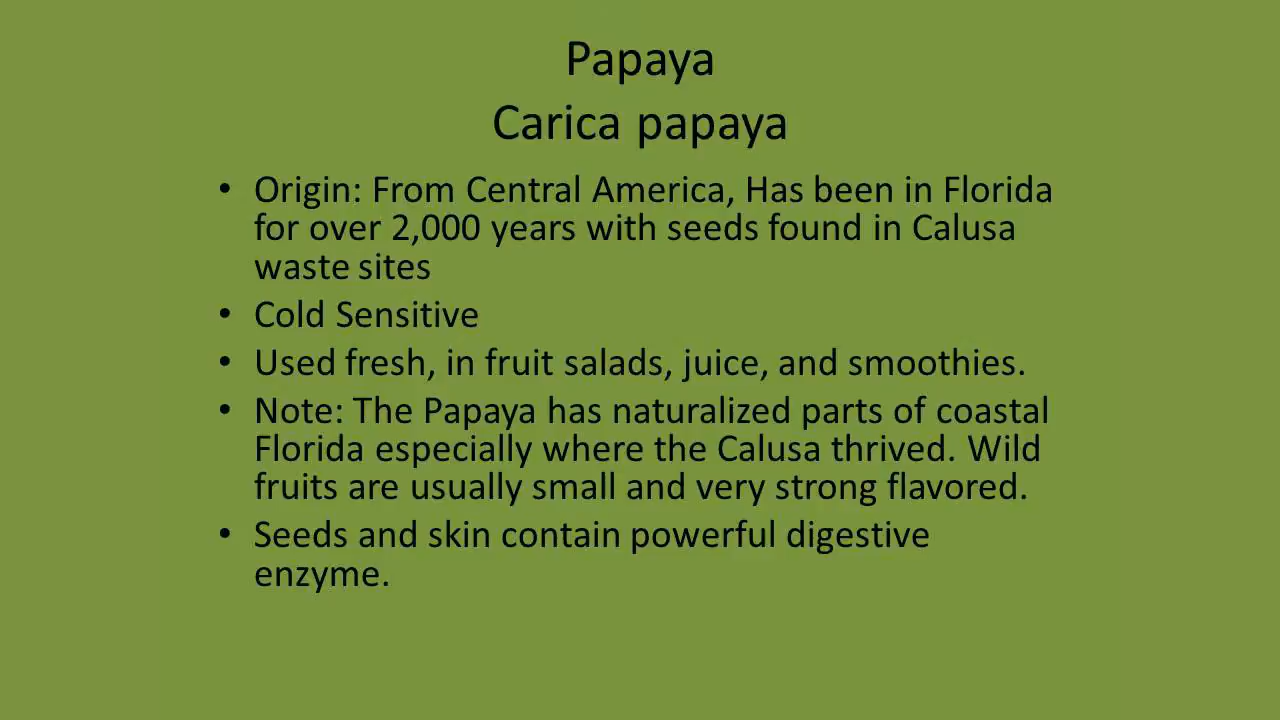 Papaya
Carica papaya
• Origin: From Central America, Has been in Florida
for over 2,000 years with seeds found in Calusa
waste sites
• Cold Sensitive
• Used fresh, in fruit salads, juice, and smoothies.
• Note: The Papaya has naturalized parts of coastal
Florida especially where the Calusa thrived. Wild
fruits are usually small and very strong flavored.
• Seeds and skin contain powerful digestive
enzyme.